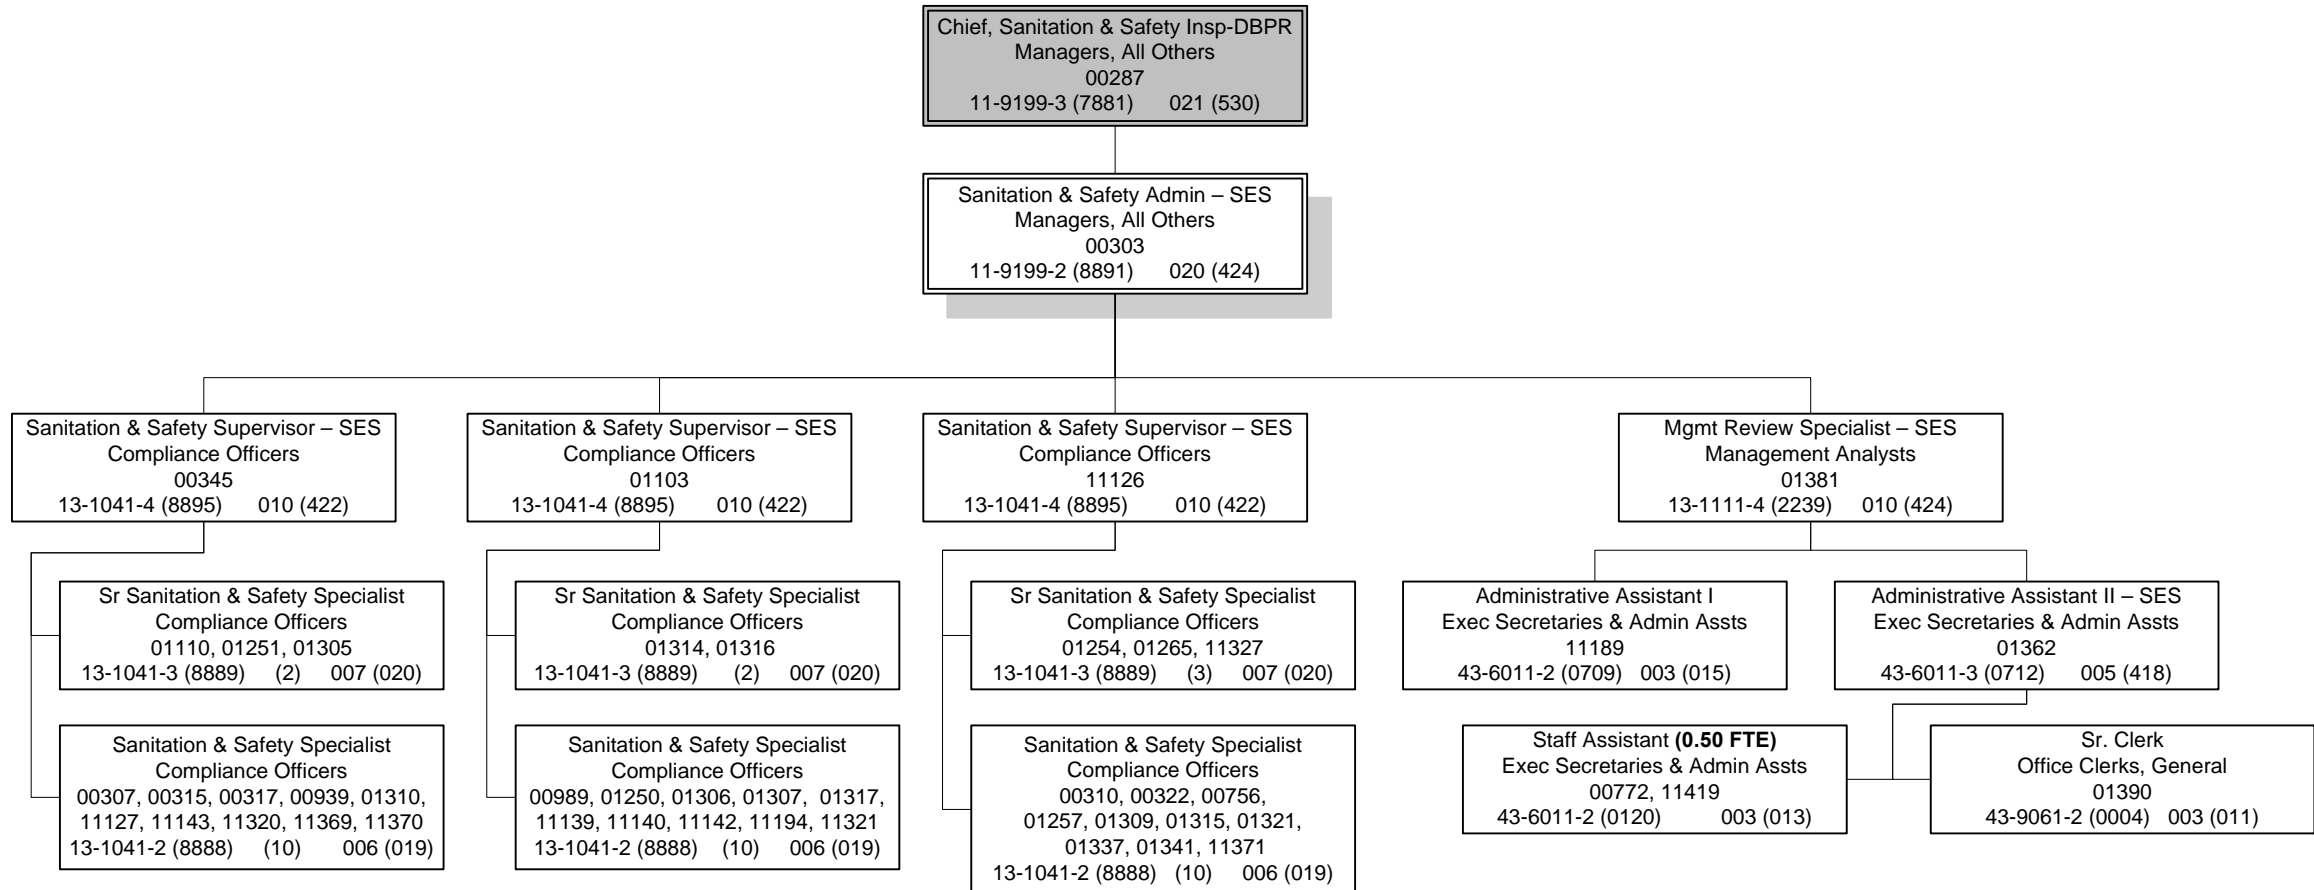 Chief, Sanitation & Safety Insp-DBPR
Managers, All Others
00287
11-9199-3 (7881) 021 (530)
Sanitation & Safety Admin – SES
Managers, All Others
00303
11-9199-2 (8891) 020 (424)
Sanitation & Safety Supervisor – SES
Compliance Officers
00345
13-1041-4 (8895) 010 (422)
Sanitation & Safety Supervisor – SES
Compliance Officers
01103
13-1041-4 (8895) 010 (422)
Sanitation & Safety Supervisor – SES
Compliance Officers
11126
13-1041-4 (8895) 010 (422)
Mgmt Review Specialist – SES
Management Analysts
01381
13-1111-4 (2239) 010 (424)
Sr Sanitation & Safety Specialist
Compliance Officers
01110, 01251, 01305
13-1041-3 (8889) (2) 007 (020)
Sr Sanitation & Safety Specialist
Compliance Officers
01314, 01316
13-1041-3 (8889) (2) 007 (020)
Sr Sanitation & Safety Specialist
Compliance Officers
01254, 01265, 11327
13-1041-3 (8889) (3) 007 (020)
Administrative Assistant I
Exec Secretaries & Admin Assts
11189
43-6011-2 (0709) 003 (015)
Administrative Assistant II – SES
Exec Secretaries & Admin Assts
01362
43-6011-3 (0712) 005 (418)
Sanitation & Safety Specialist
Compliance Officers
00307, 00315, 00317, 00939, 01310,
11127, 11143, 11320, 11369, 11370
13-1041-2 (8888) (10) 006 (019)
Sanitation & Safety Specialist
Compliance Officers
00989, 01250, 01306, 01307, 01317,
11139, 11140, 11142, 11194, 11321
13-1041-2 (8888) (10) 006 (019)
Sanitation & Safety Specialist
Compliance Officers
00310, 00322, 00756,
01257, 01309, 01315, 01321,
01337, 01341, 11371
13-1041-2 (8888) (10) 006 (019)
Staff Assistant (0.50 FTE)
Exec Secretaries & Admin Assts
00772, 11419
43-6011-2 (0120) 003 (013)
Sr. Clerk
Office Clerks, General
01390
43-9061-2 (0004) 003 (011)